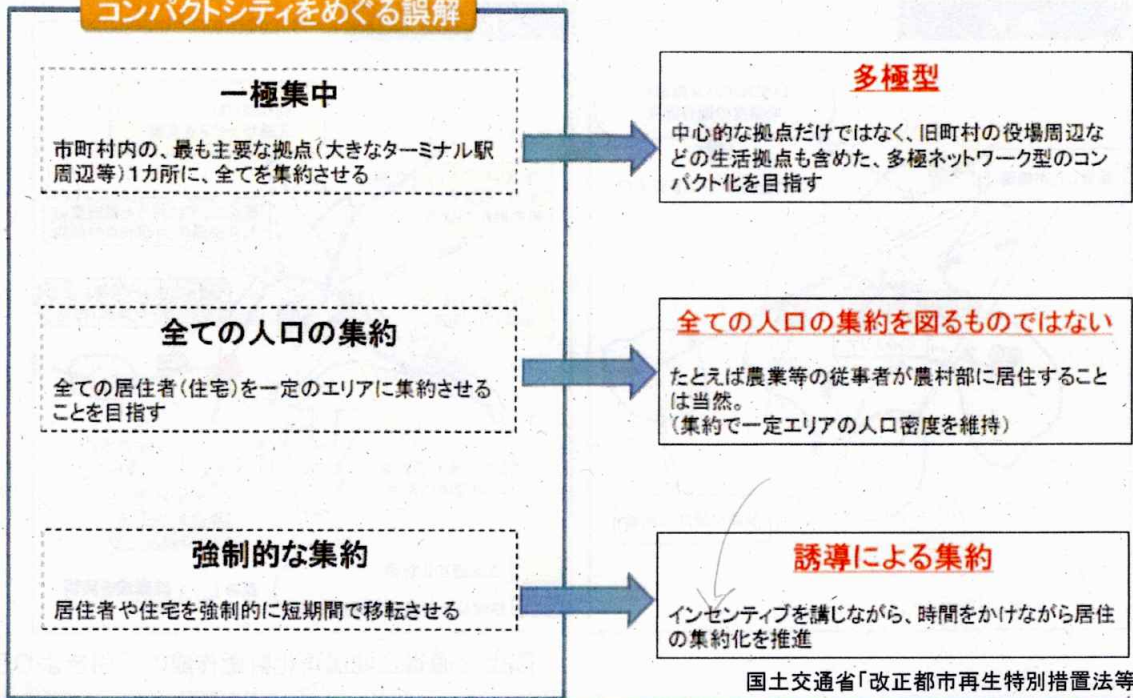 コンパクトシティをめぐる誤解
一極集中
市町村内の、最も主要な拠点(大きなターミナル駅
周辺等)1カ所に、全てを集約させる
多極型
中心的な拠点だけではなく、旧町村の役場周辺な
どの生活拠点も含めた、多極ネットワーク型のコン
パクト化を目指す
全ての人口の集約
全ての居住者(住宅)を一定のエリアに集約させる
ことを目指す
全ての人口の集約を図るものではない
たとえば農業等の従事者が農村部に居住すること
は当然。
(集約で一定エリアの人口密度を維持)
強制的な集約
居住者や住宅を強制的に短期間で移転させる
誘導による集約
インセンティブを講じながら、時間をかけながら居住
の集約化を推進
国土交通省「改正都市再生特別措置法等